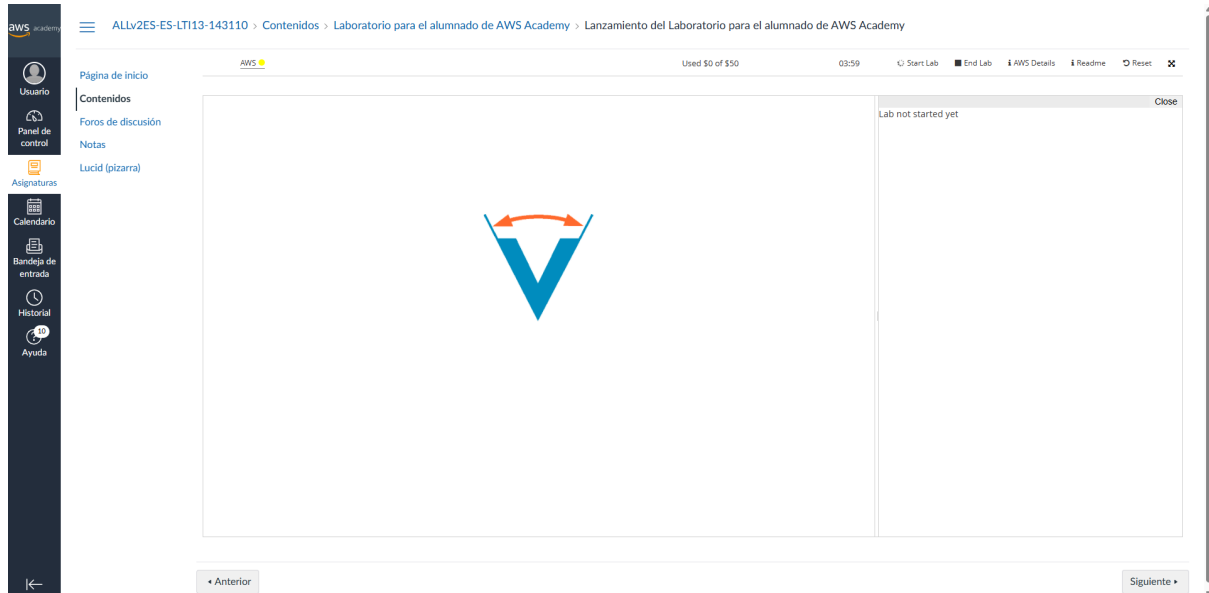 aws academy
ALLv2ES-ES-LTI13-143110 > Contenidos > Laboratorio para el alumnado de AWS Academy > Lanzamiento del Laboratorio para el alumnado de AWS Academy
Usuario
Panel de
control
Asignaturas
Calendario
Bandeja de
entrada
Historial
10
Ayuda
Página de inicio
Contenidos
Foros de discusión
Notas
Lucid (pizarra)
AWS Used $0 of $50 03:59 Start Lab End Lab AWS Details Readme Reset
Close
Lab not started yet
Anterior
Siguiente